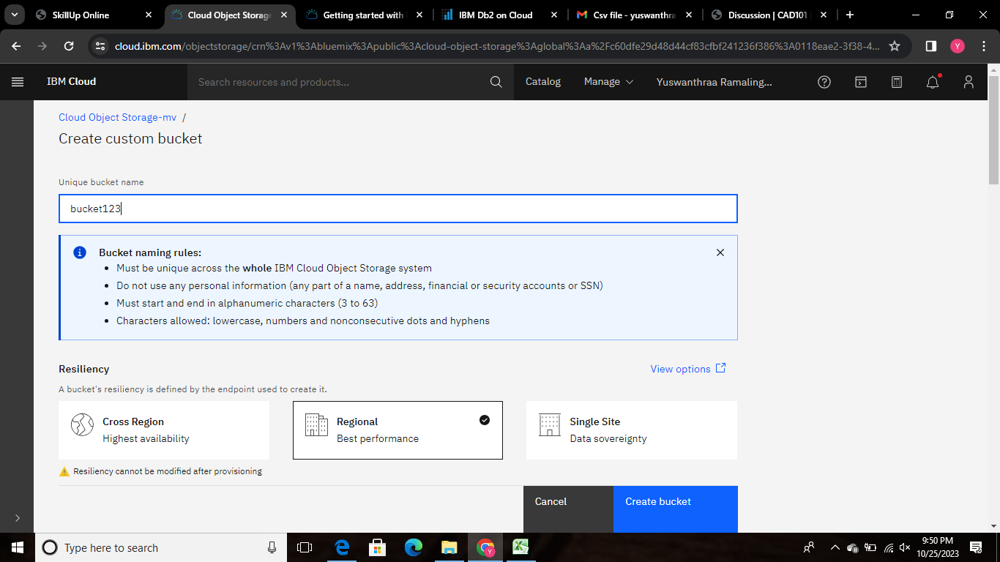 SkillUp Online
Cloud Object Storage
Getting started with
IBM Db2 on Cloud
Csv file - yuswanthra
Discussion | CAD101
cloud.ibm.com/objectstorage/crn%3Av1%3Abluemix%3Apublic%3Acloud-object-storage%3Aglobal%3Aa%2Fc60dfe29d48d44cf83cfbf241236f386%3A0118eae2-3f38-4...
Y
IBM Cloud
Search resources and products...
Catalog
Manage
Yuswanthraa Ramaling...
Cloud Object Storage-mv /
Create custom bucket
Unique bucket name
bucket123
Bucket naming rules:
• Must be unique across the whole IBM Cloud Object Storage system
• Do not use any personal information (any part of a name, address, financial or security accounts or SSN)
• Must start and end in alphanumeric characters (3 to 63)
• Characters allowed: lowercase, numbers and nonconsecutive dots and hyphens
Resiliency
View options
A bucket's resiliency is defined by the endpoint used to create it.
Cross Region
Highest availability
Regional
Best performance
Single Site
Data sovereignty
Resiliency cannot be modified after provisioning
Cancel
Create bucket
Type here to search
Y
9:50 PM
10/25/2023